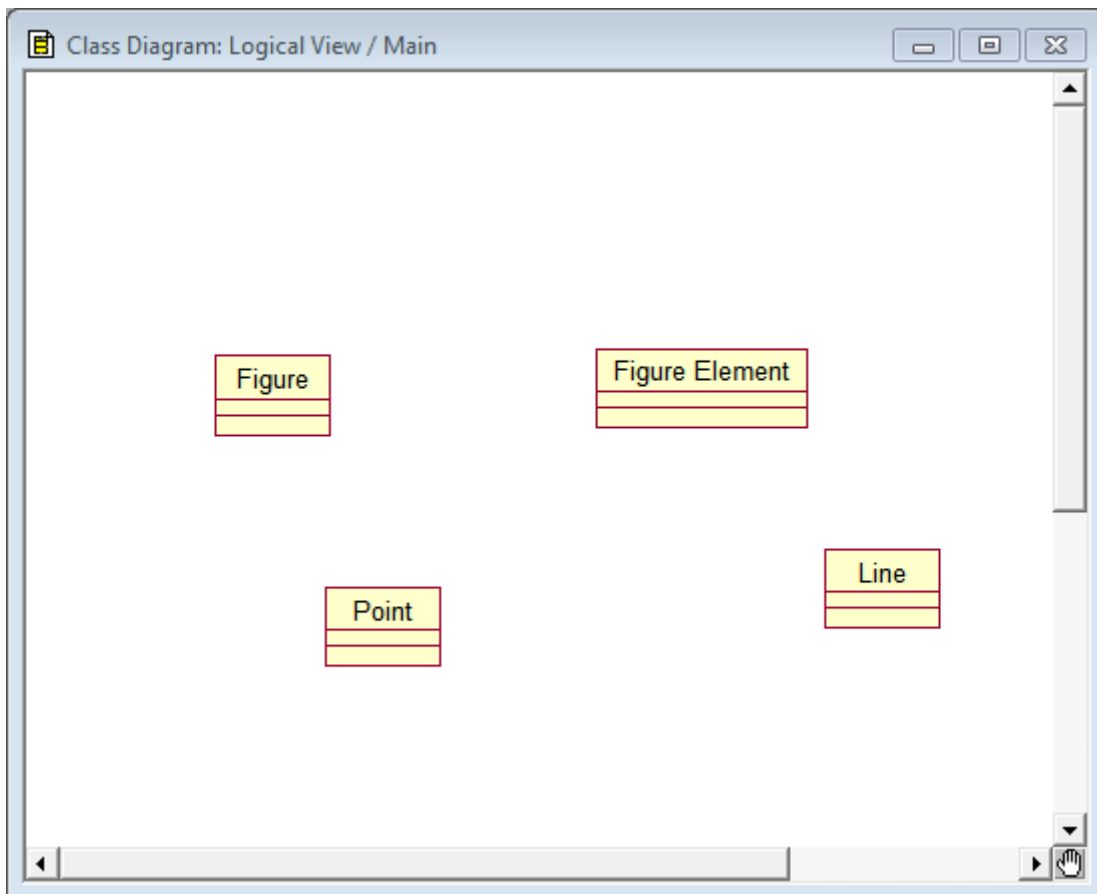 Class Diagram: Logical View / Main
Figure
Figure Element
Point
Line